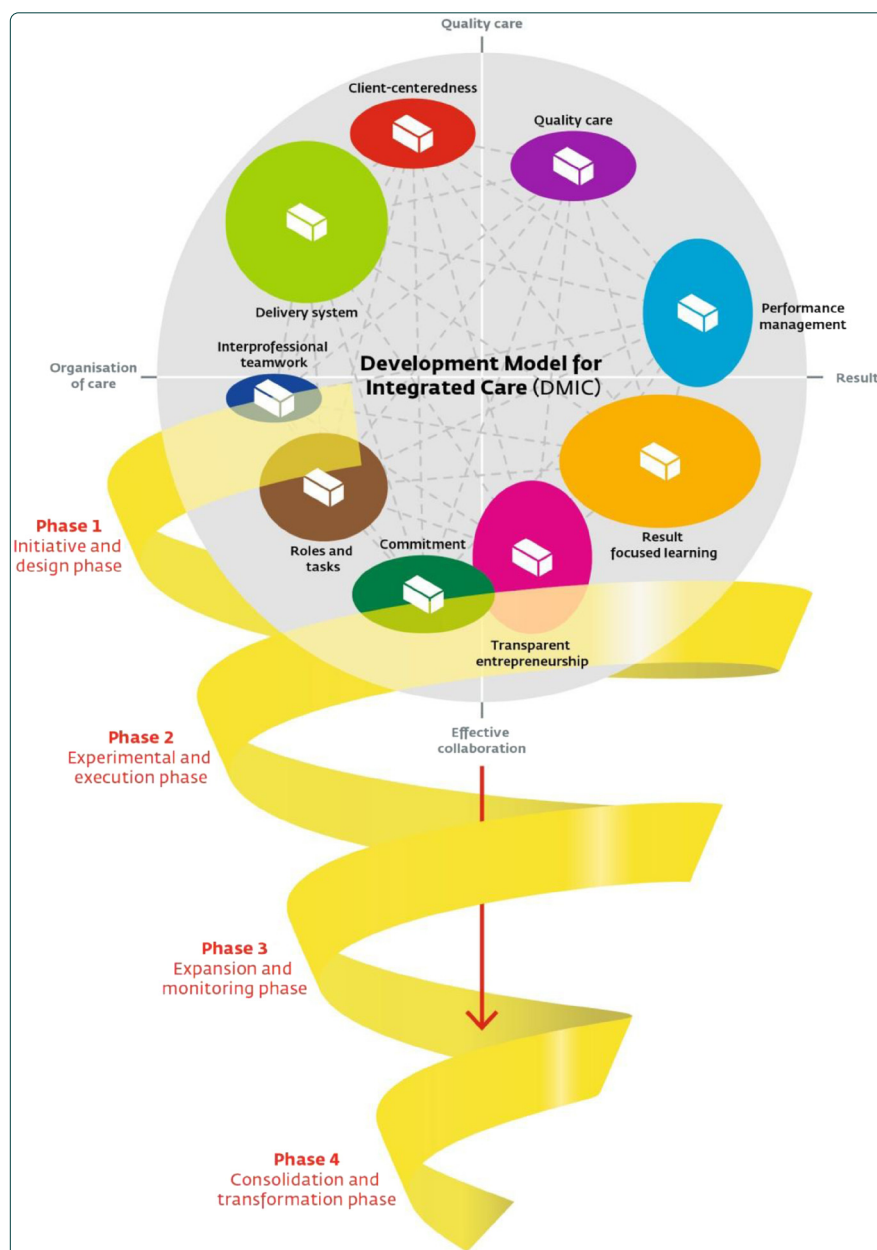 Quality care
Client-centeredness
Quality care
Delivery system
Performance
management
Interprofessional
teamwork
Organisation
of care
Development Model for
Integrated Care (DMIC)
Result
Phase 1
Initiative and
design phase
Roles and
tasks
Commitment
Result
focused learning
Transparent
entrepreneurship
Effective
collaboration
Phase 2
Experimental and
execution phase
Phase 3
Expansion and
monitoring phase
Phase 4
Consolidation and
transformation phase